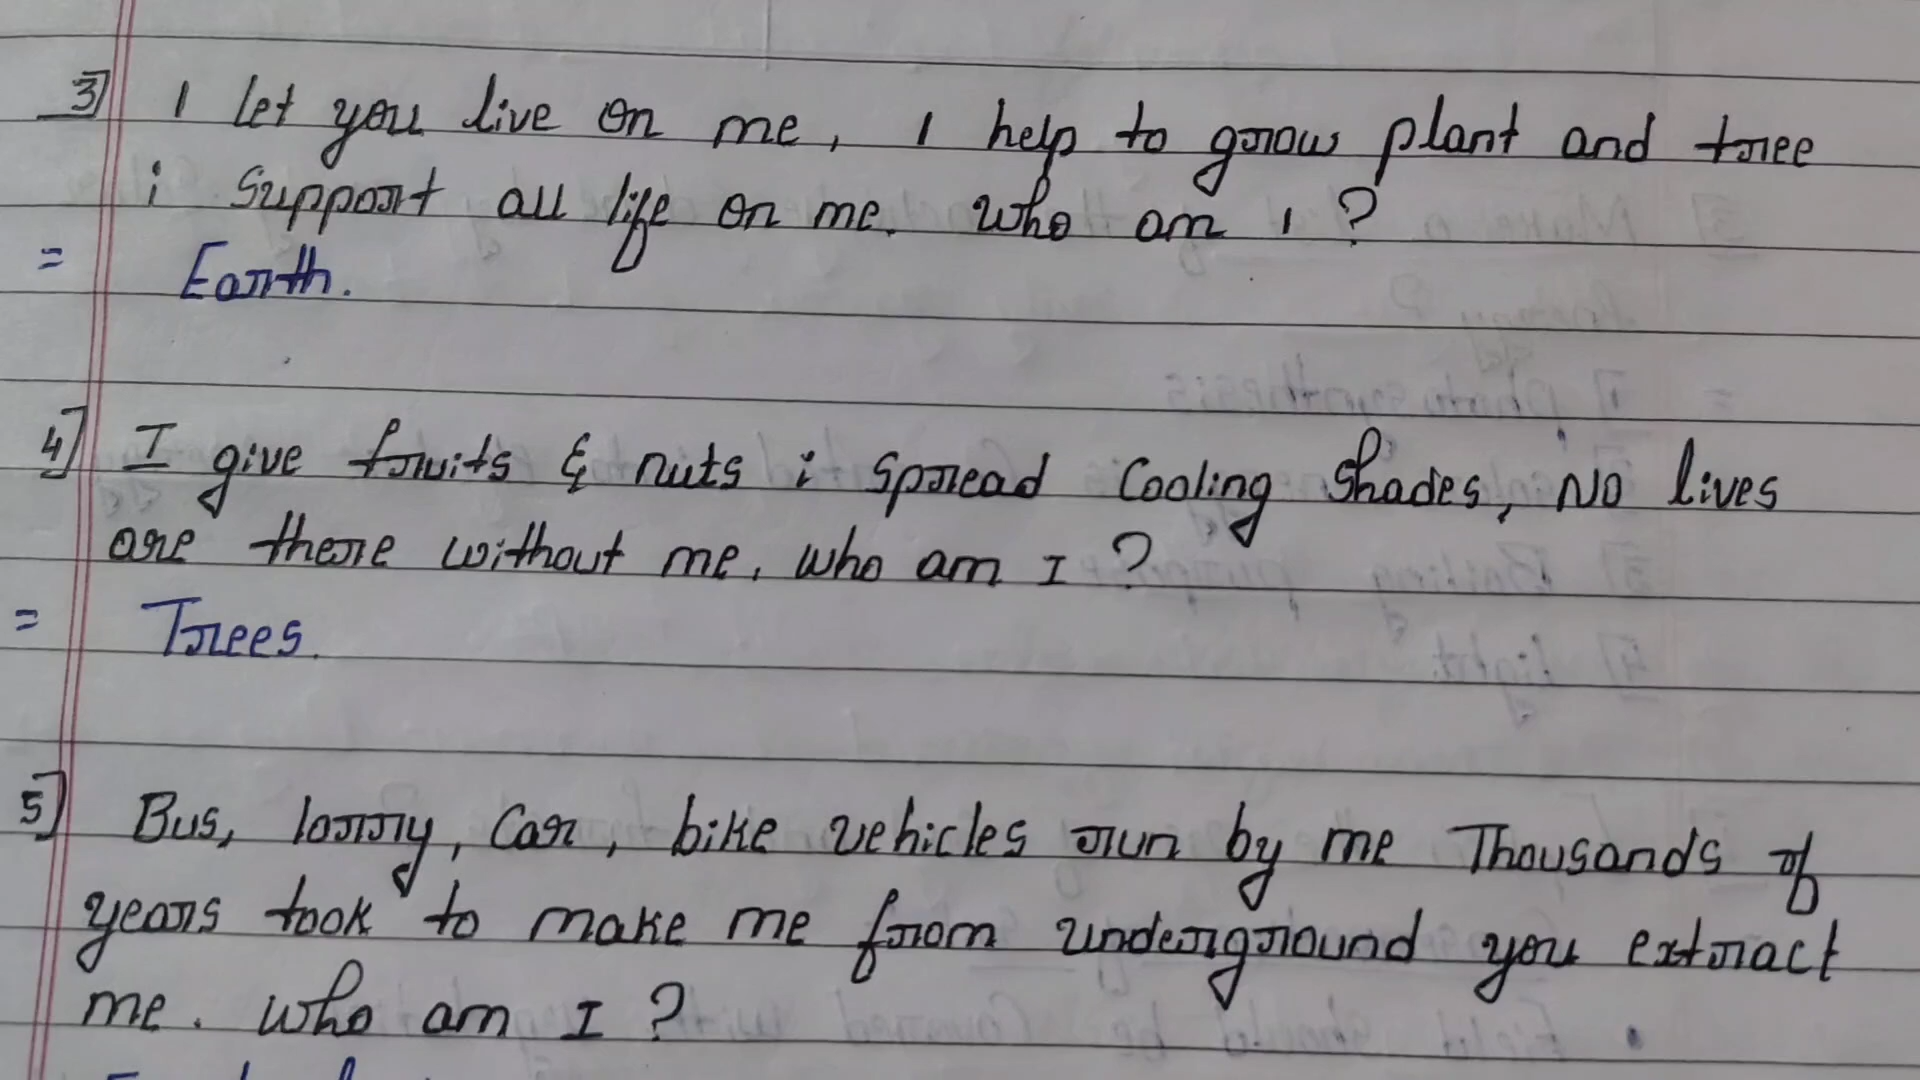 3] I let you live on me, I help to grow plant and tree
i support all life on me. who am I ?
= Earth.
4] I give fruits & nuts i spread cooling shades, No lives
are there without me. who am I ?
= Trees.
5] Bus, lorry, Car, bike vehicles run by me Thousands of
years took to make me from underground you extract
me. who am I ?